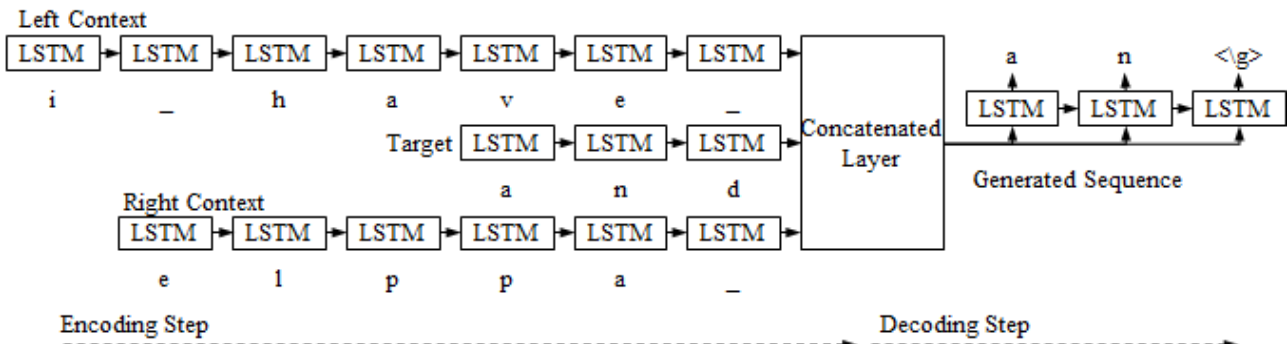 Left Context
LSTM LSTM LSTM LSTM LSTM LSTM LSTM
i _ h a v e _
Target LSTM LSTM LSTM
a n d
Right Context
LSTM LSTM LSTM LSTM LSTM LSTM
e l p p a _
Concatenated
Layer
a n <\g>
LSTM LSTM LSTM
Generated Sequence
Encoding Step
Decoding Step